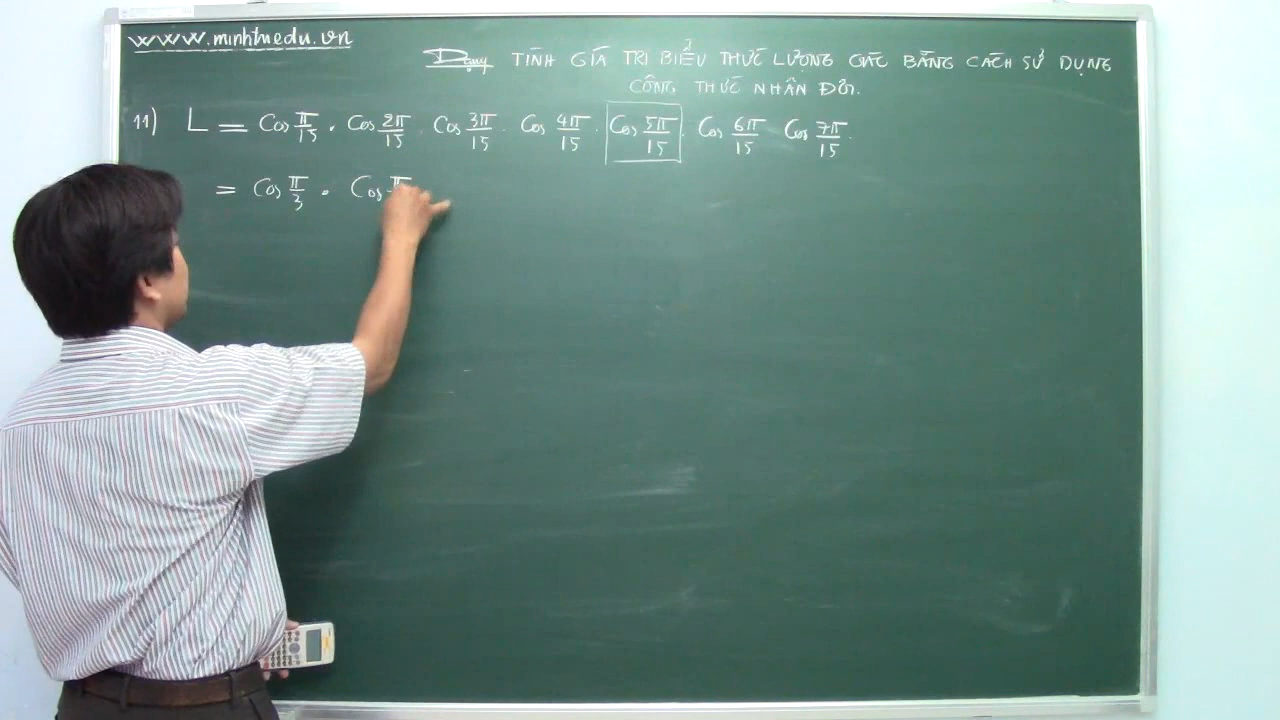 www.minhtuedu.vn
Dạng TÍNH GIÁ TRỊ BIỂU THỨC LƯỢNG GIÁC BẰNG CÁCH SỬ DỤNG
CÔNG THỨC NHÂN ĐÔI.
11) L = Cos π/15 . Cos 2π/15 . Cos 3π/15 . Cos 4π/15 . Cos 5π/15 . Cos 6π/15 Cos 7π/15 .
= Cos π/3 . Cos π